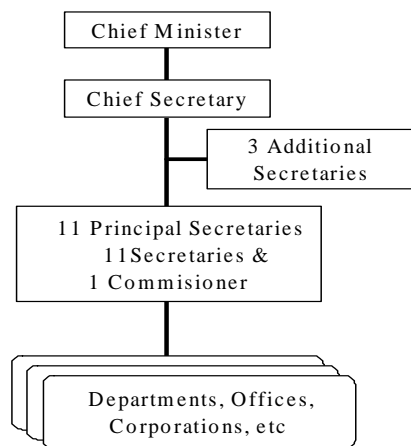 Chief Minister
Chief Secretary
3 Additional
Secretaries
11 Principal Secretaries
11Secretaries &
1 Commisioner
Departments, Offices,
Corporations, etc